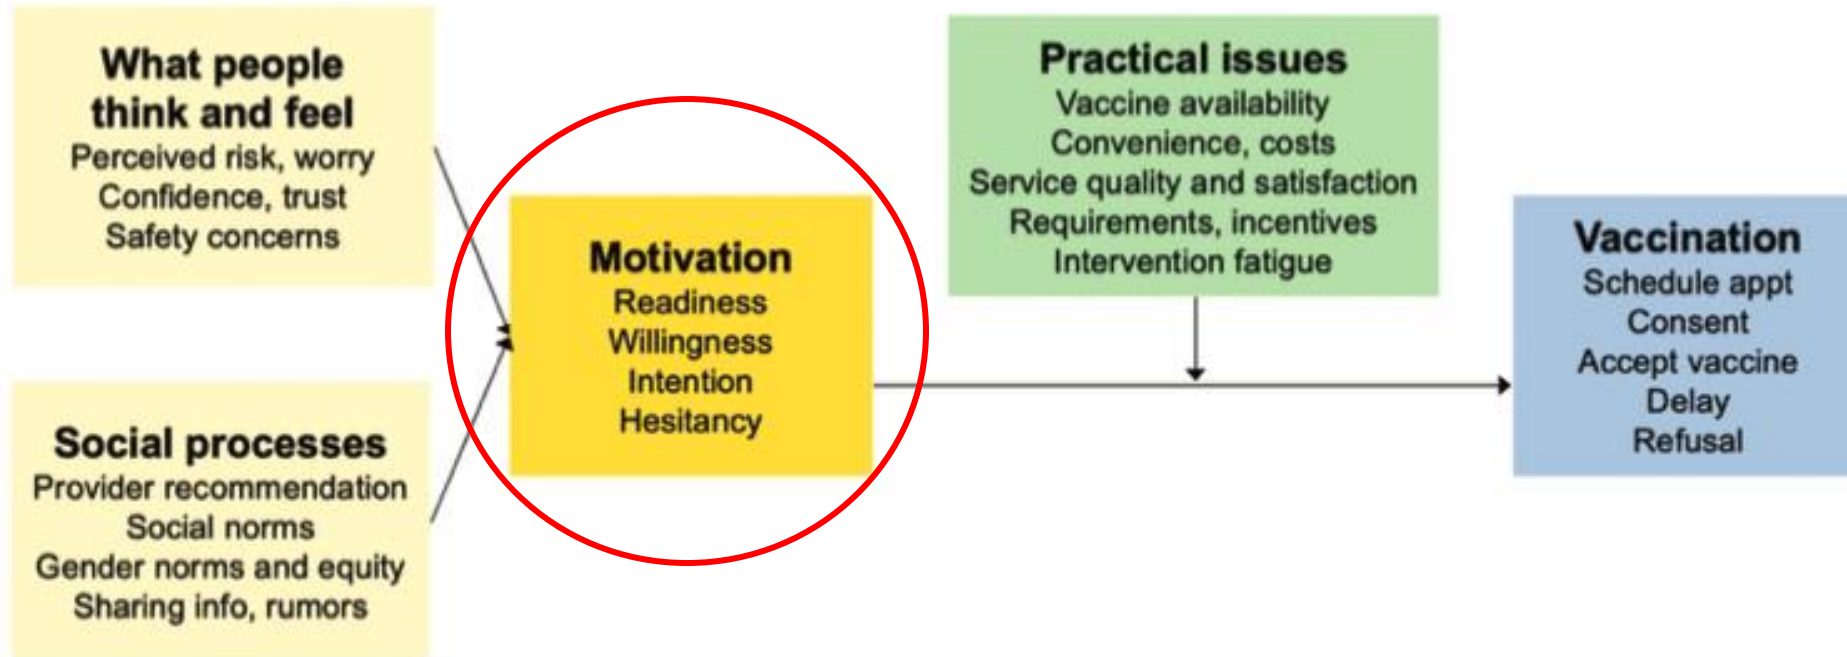 What people
think and feel
Perceived risk, worry
Confidence, trust
Safety concerns
Social processes
Provider recommendation
Social norms
Gender norms and equity
Sharing info, rumors
Motivation
Readiness
Willingness
Intention
Hesitancy
Practical issues
Vaccine availability
Convenience, costs
Service quality and satisfaction
Requirements, incentives
Intervention fatigue
Vaccination
Schedule appt
Consent
Accept vaccine
Delay
Refusal